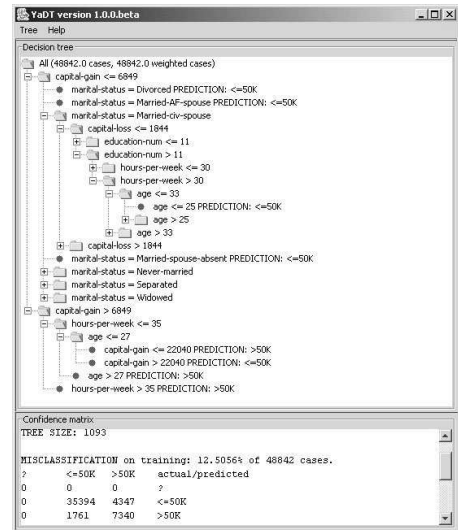 YaDT version 1.0.0.beta
Tree Help
Decision tree
All (48842.0 cases, 48842.0 weighted cases)
capital-gain <= 6849
marital-status = Divorced PREDICTION: <=50K
marital-status = Married-AF-spouse PREDICTION: <=50K
marital-status = Married-civ-spouse
capital-loss <= 1844
education-num <= 11
education-num > 11
hours-per-week <= 30
hours-per-week > 30
age <= 33
age <= 25 PREDICTION: <=50K
age > 25
age > 33
capital-loss > 1844
marital-status = Married-spouse-absent PREDICTION: <=50K
marital-status = Never-married
marital-status = Separated
marital-status = Widowed
capital-gain > 6849
hours-per-week <= 35
age <= 27
capital-gain <= 22040 PREDICTION: >50K
capital-gain > 22040 PREDICTION: <=50K
age > 27 PREDICTION: >50K
hours-per-week > 35 PREDICTION: >50K
Confidence matrix
TREE SIZE: 1093
MISCLASSIFICATION on training: 12.5056% of 48842 cases.
? <=50K >50K actual/predicted
0 0 0 ?
0 35394 4347 <=50K
0 1761 7340 >50K